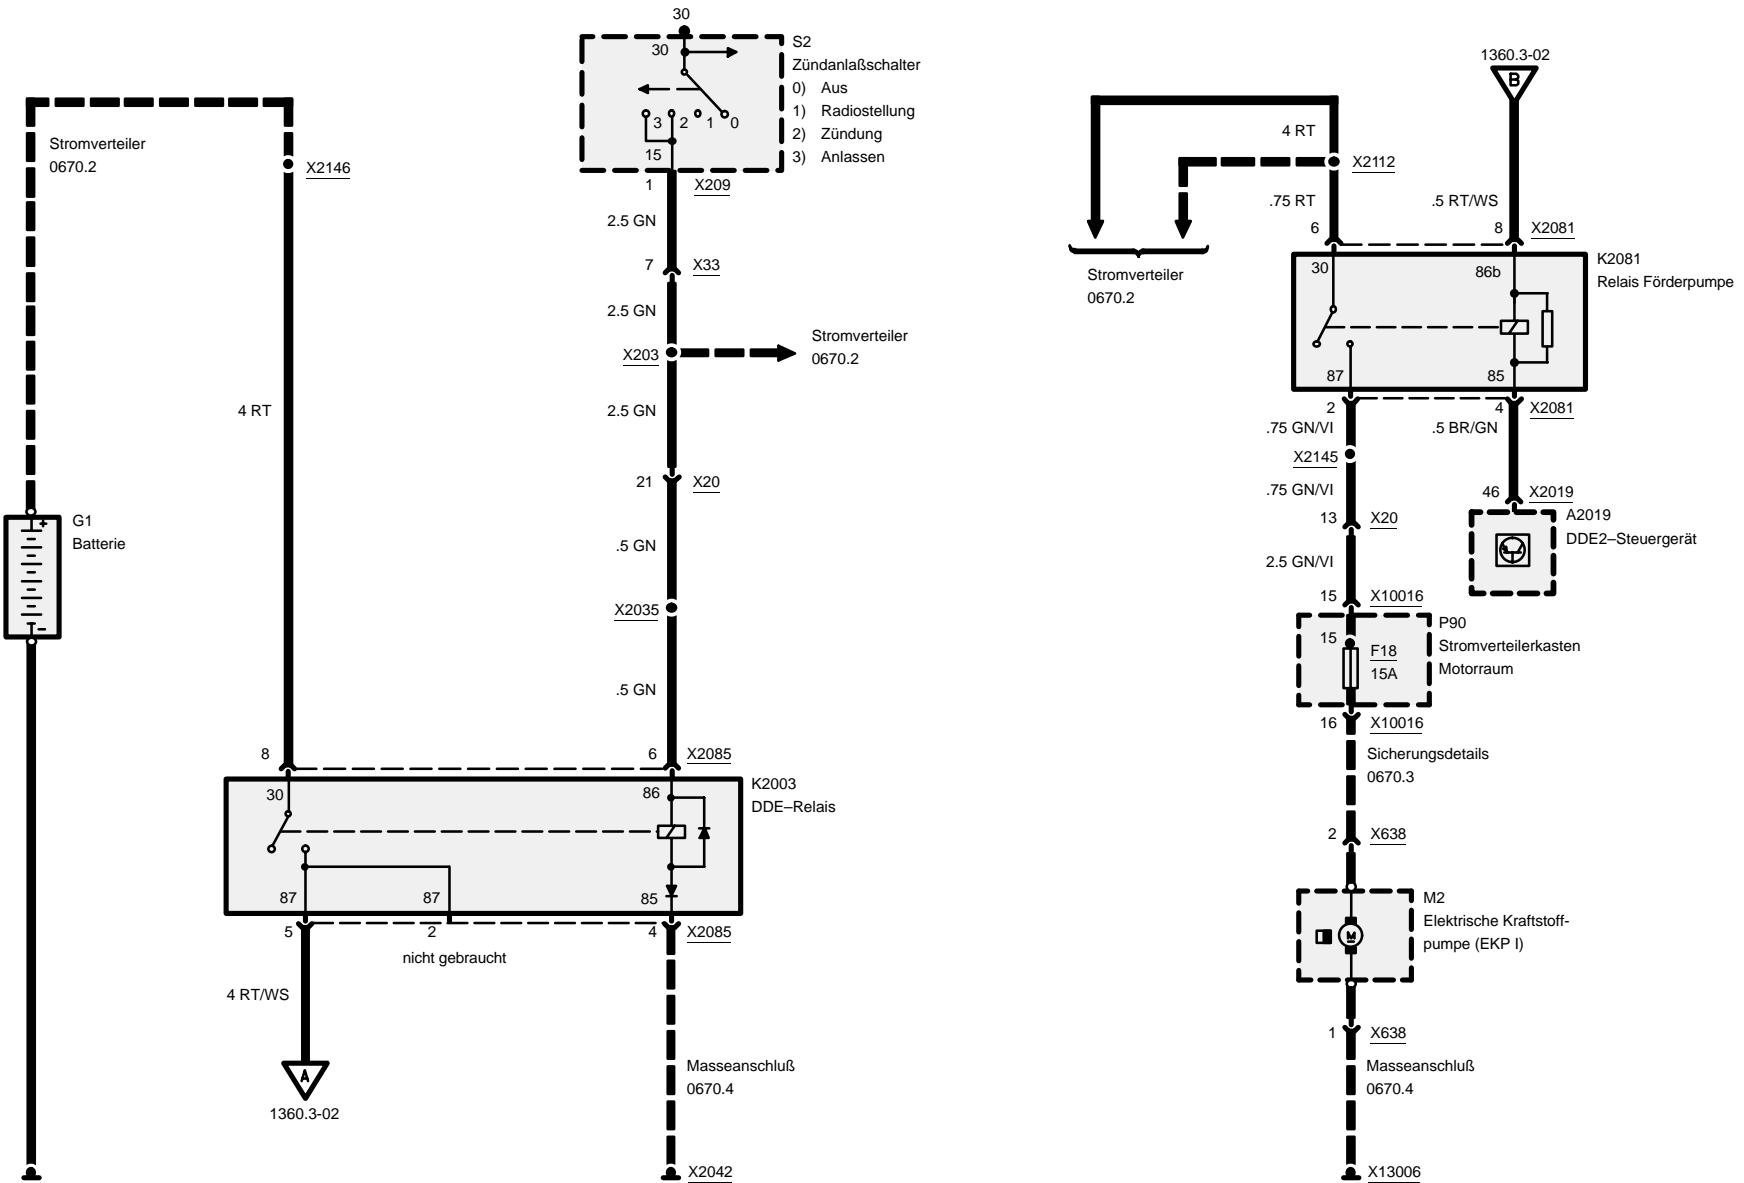 Stromverteiler
0670.2
X2146
4 RT
+
G1
Batterie
-
30
30
S2
Zündanlaßschalter
0) Aus
1) Radiostellung
2) Zündung
3) Anlassen
3 2 1 0
15
1 X209
2.5 GN
7 X33
2.5 GN
X203
Stromverteiler
0670.2
2.5 GN
21 X20
.5 GN
X2035
.5 GN
8
6 X2085
K2003
DDE–Relais
30
86
87
87
85
5
2
4 X2085
nicht gebraucht
4 RT/WS
A
1360.3-02
Masseanschluß
0670.4
X2042
1360.3-02
B
4 RT
X2112
.75 RT
.5 RT/WS
6
8 X2081
Stromverteiler
0670.2
K2081
Relais Förderpumpe
30
86b
87
85
2
4 X2081
.75 GN/VI
.5 BR/GN
X2145
.75 GN/VI
46 X2019
A2019
DDE2–Steuergerät
13 X20
2.5 GN/VI
15 X10016
P90
Stromverteilerkasten
Motorraum
15
F18
15A
16 X10016
Sicherungsdetails
0670.3
2 X638
M2
Elektrische Kraftstoff-
pumpe (EKP I)
M
1 X638
Masseanschluß
0670.4
X13006